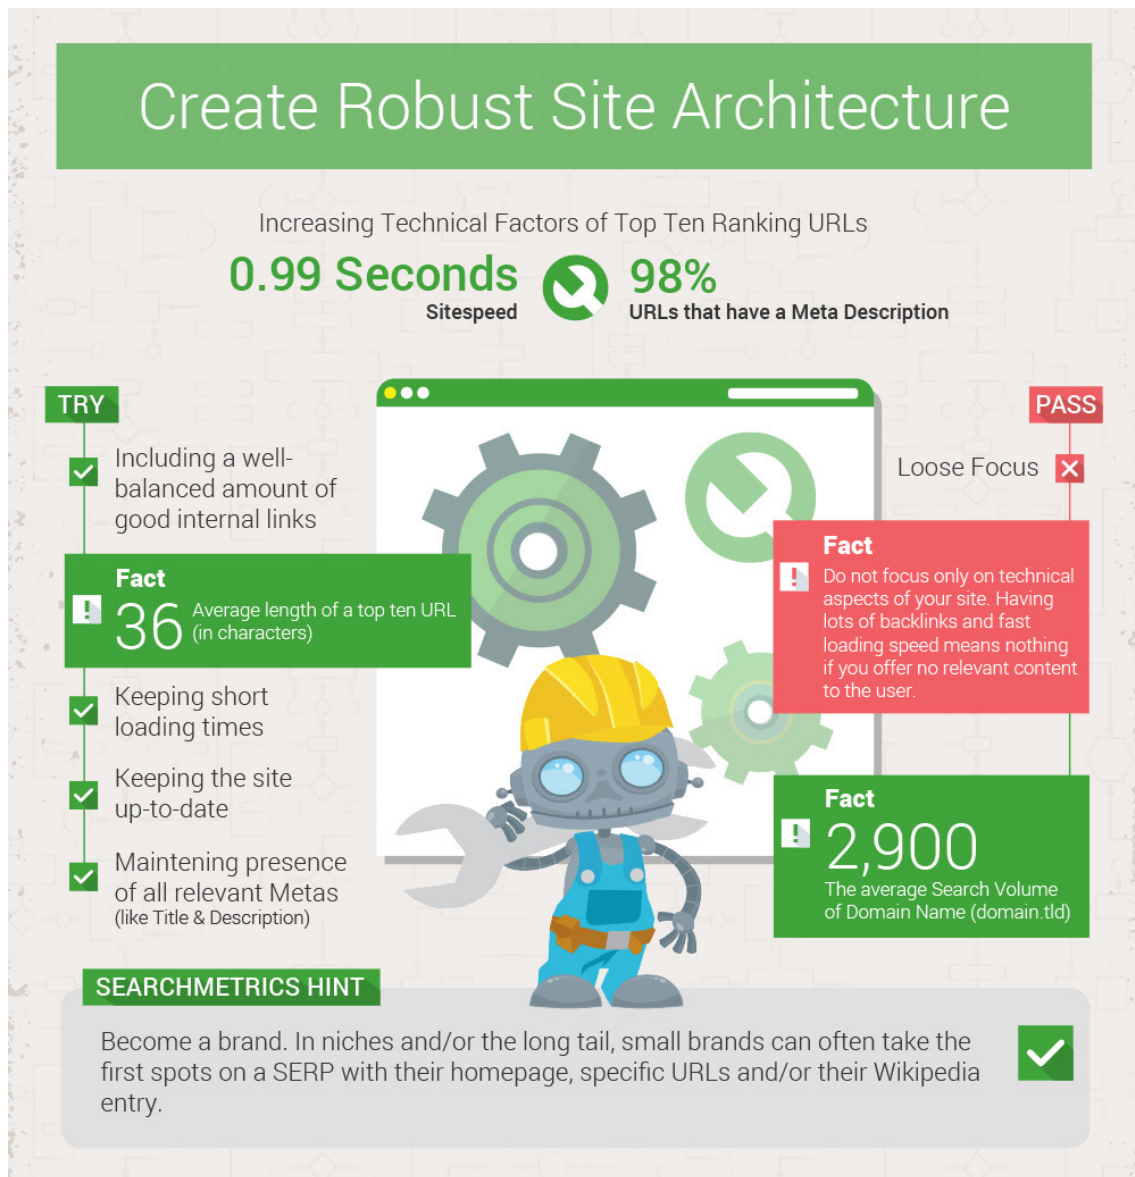 Create Robust Site Architecture
Increasing Technical Factors of Top Ten Ranking URLs
0.99 Seconds
Sitespeed
98%
URLs that have a Meta Description
TRY
Including a well-
balanced amount of
good internal links
Fact
36
Average length of a top ten URL
(in characters)
Keeping short
loading times
Keeping the site
up-to-date
Maintening presence
of all relevant Metas
(like Title & Description)
PASS
Loose Focus
Fact
Do not focus only on technical
aspects of your site. Having
lots of backlinks and fast
loading speed means nothing
if you offer no relevant content
to the user.
Fact
2,900
The average Search Volume
of Domain Name (domain.tld)
SEARCHMETRICS HINT
Become a brand. In niches and/or the long tail, small brands can often take the
first spots on a SERP with their homepage, specific URLs and/or their Wikipedia
entry.